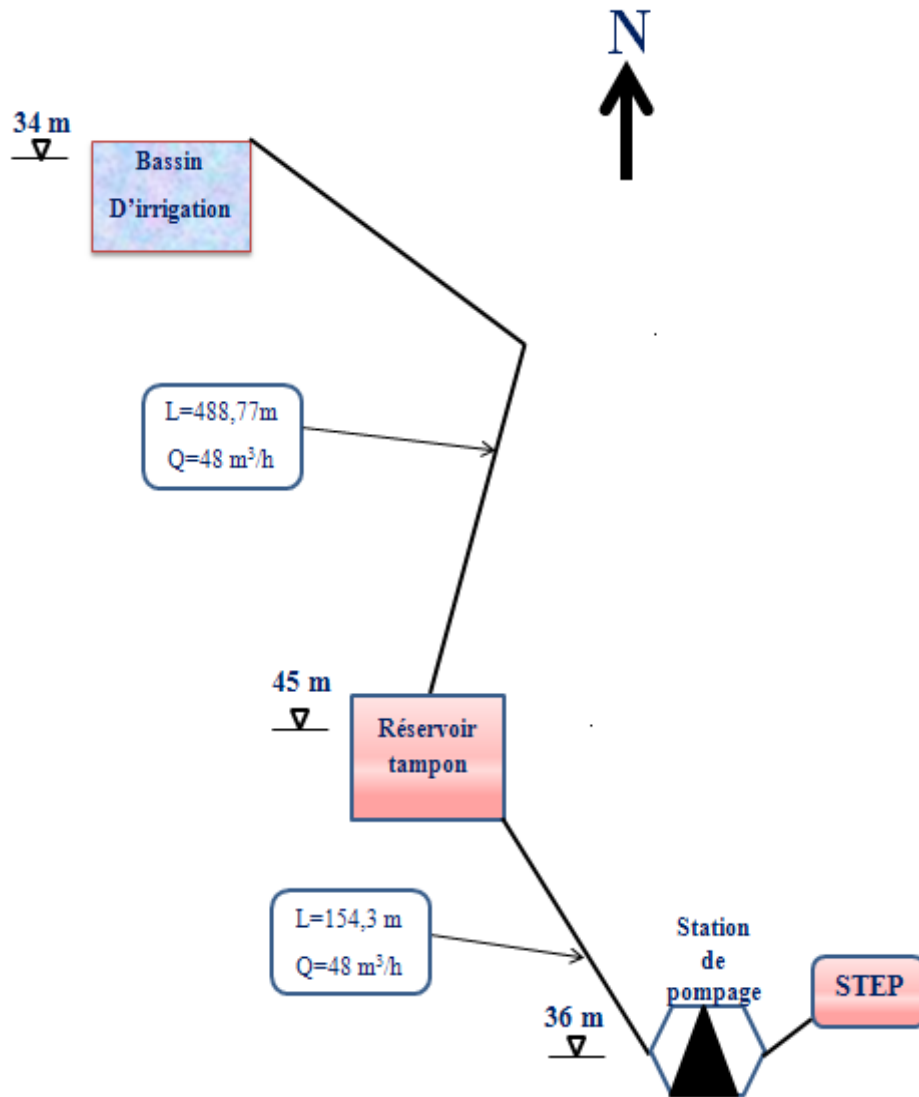 N
34 m
Bassin
D'irrigation
L=488,77m
Q=48 m³/h
45 m
Réservoir
tampon
L=154,3 m
Q=48 m³/h
Station
de
pompage
STEP
36 m